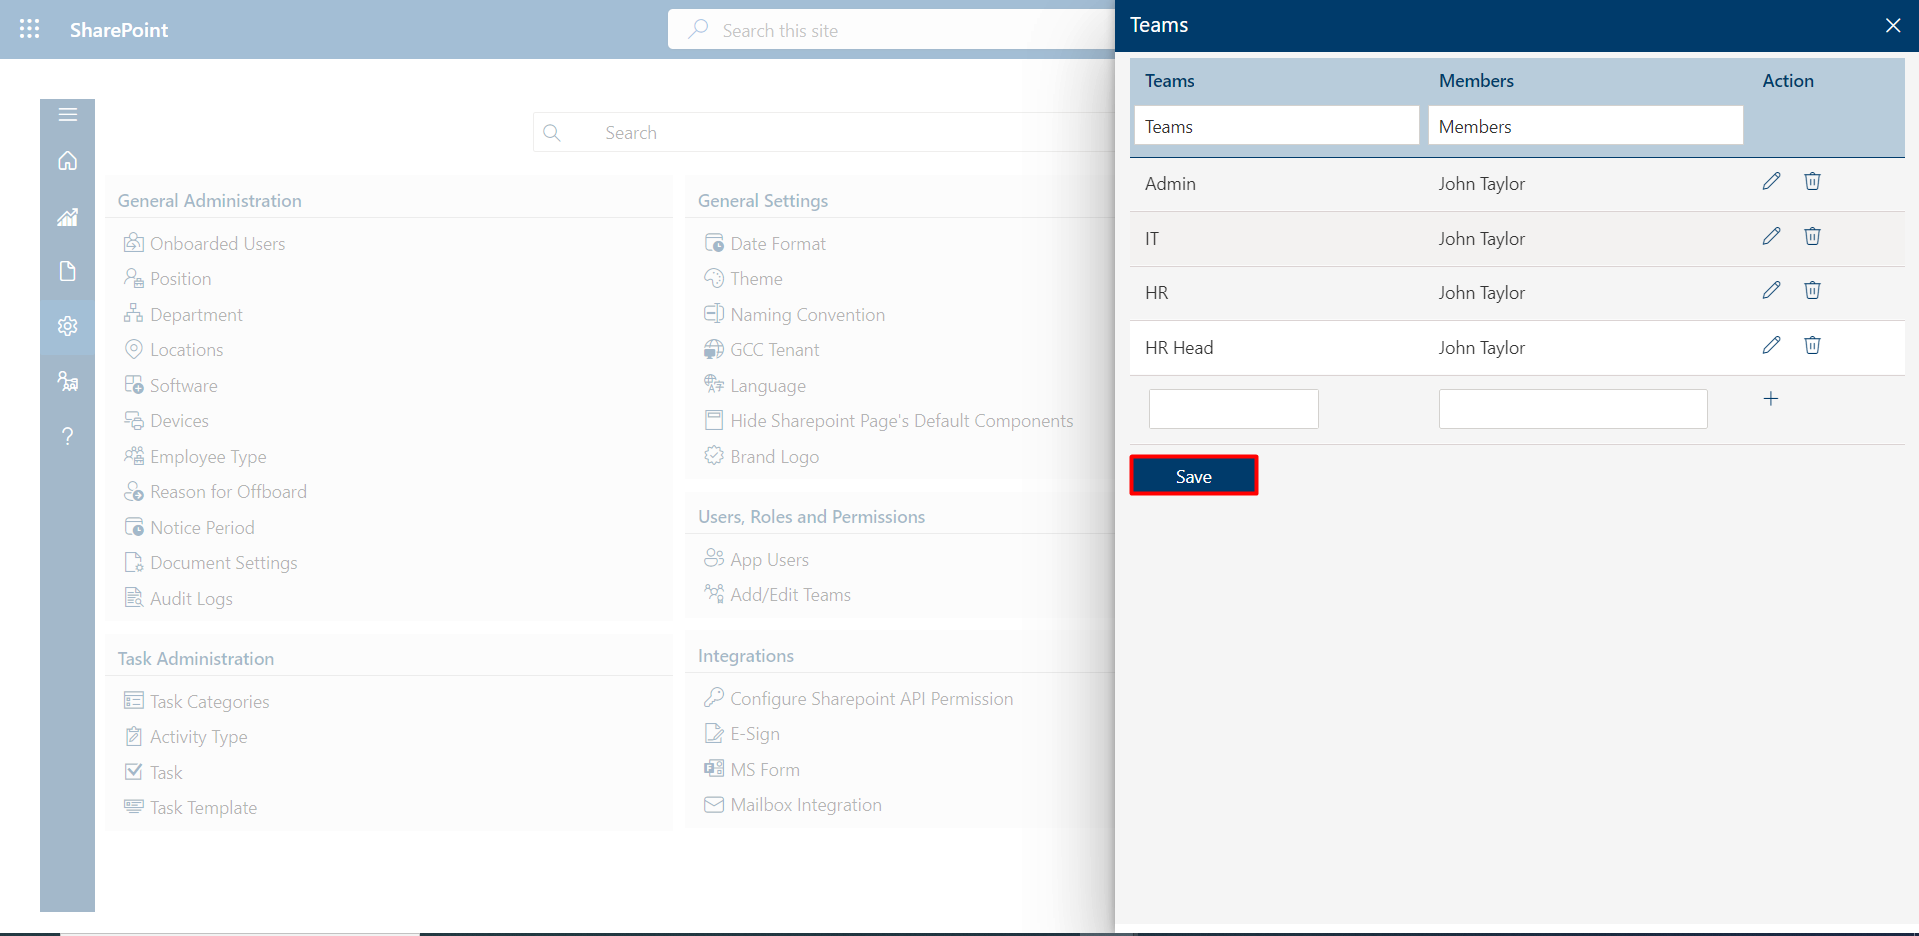 SharePoint
Search this site
Search
General Administration
Onboarded Users
Position
Department
Locations
Software
Devices
Employee Type
Reason for Offboard
Notice Period
Document Settings
Audit Logs
Task Administration
Task Categories
Activity Type
Task
Task Template
General Settings
Date Format
Theme
Naming Convention
GCC Tenant
Language
Hide Sharepoint Page's Default Components
Brand Logo
Users, Roles and Permissions
App Users
Add/Edit Teams
Integrations
Configure Sharepoint API Permission
E-Sign
MS Form
Mailbox Integration
Teams
Teams Members Action
Teams Members
Admin John Taylor
IT John Taylor
HR John Taylor
HR Head John Taylor
Save